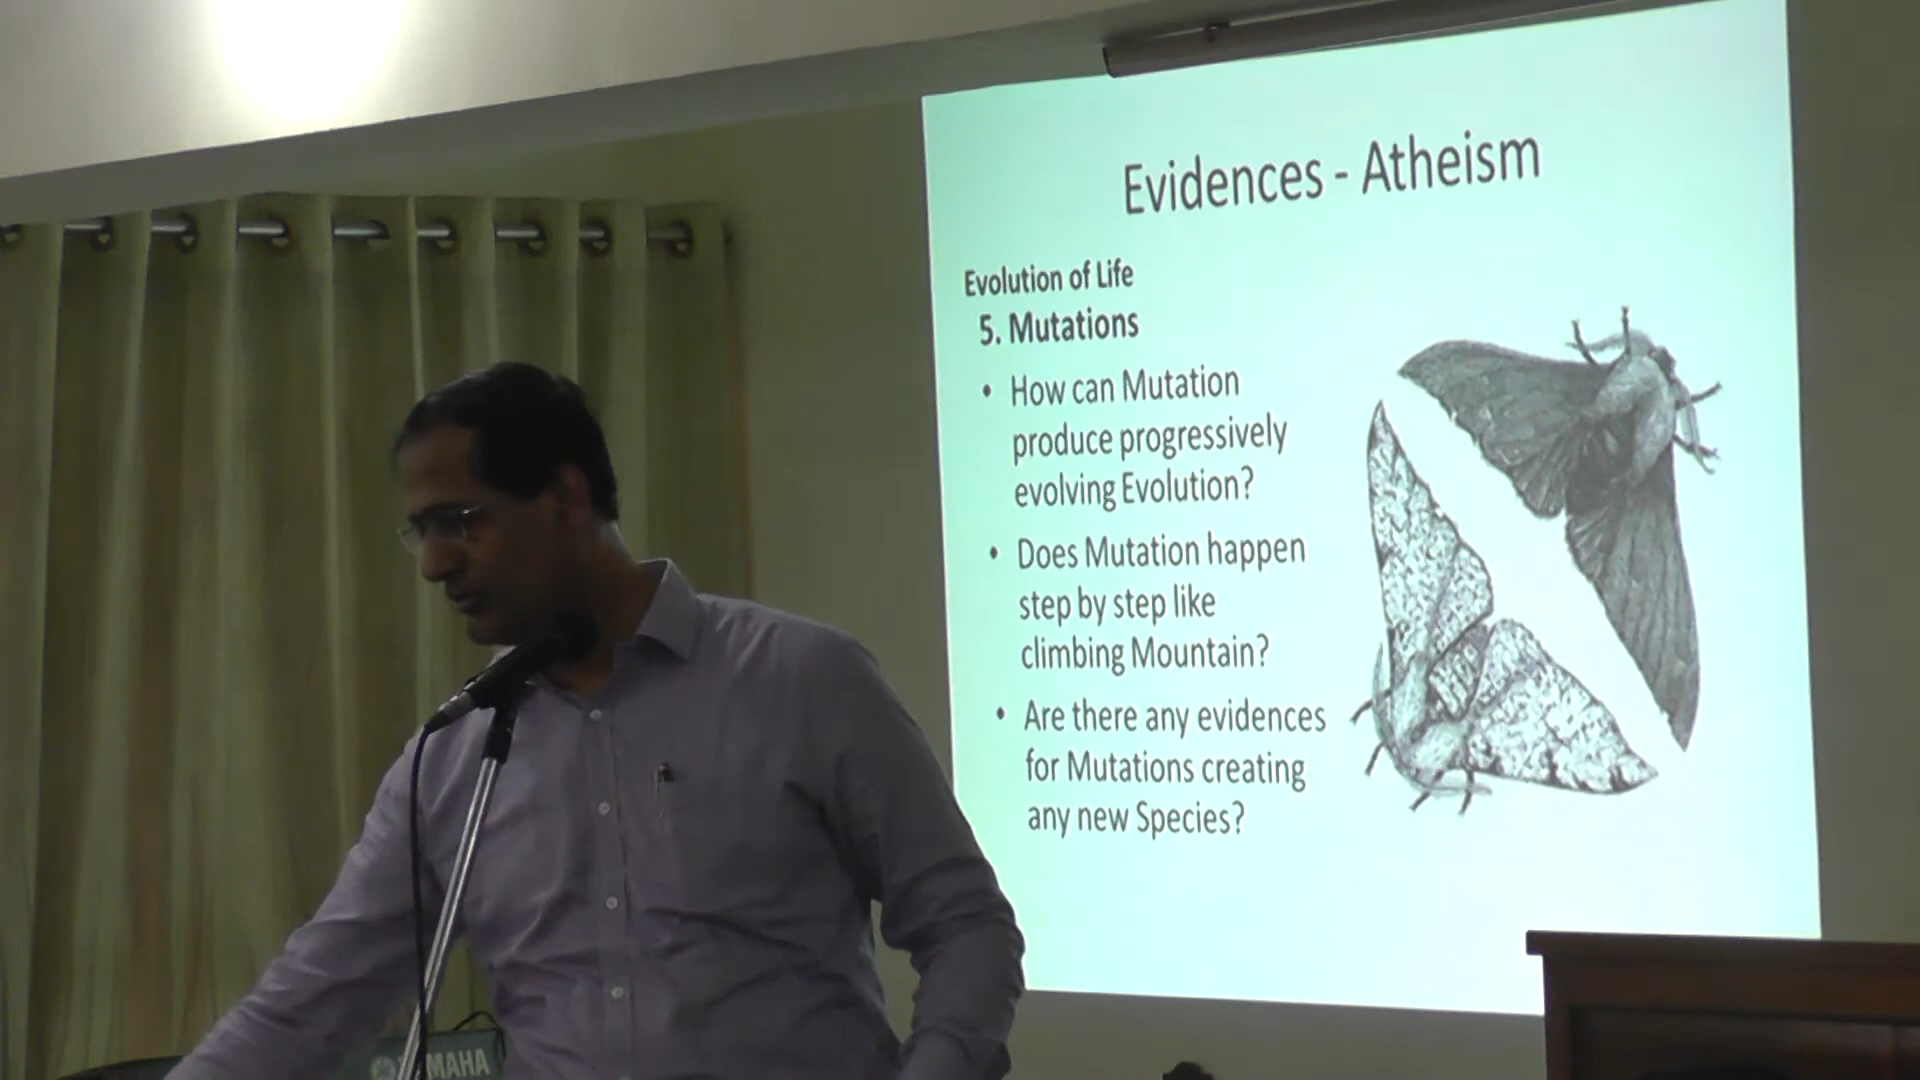 Evidences - Atheism
Evolution of Life
5. Mutations
• How can Mutation
produce progressively
evolving Evolution?
• Does Mutation happen
step by step like
climbing Mountain?
• Are there any evidences
for Mutations creating
any new Species?
YAMAHA